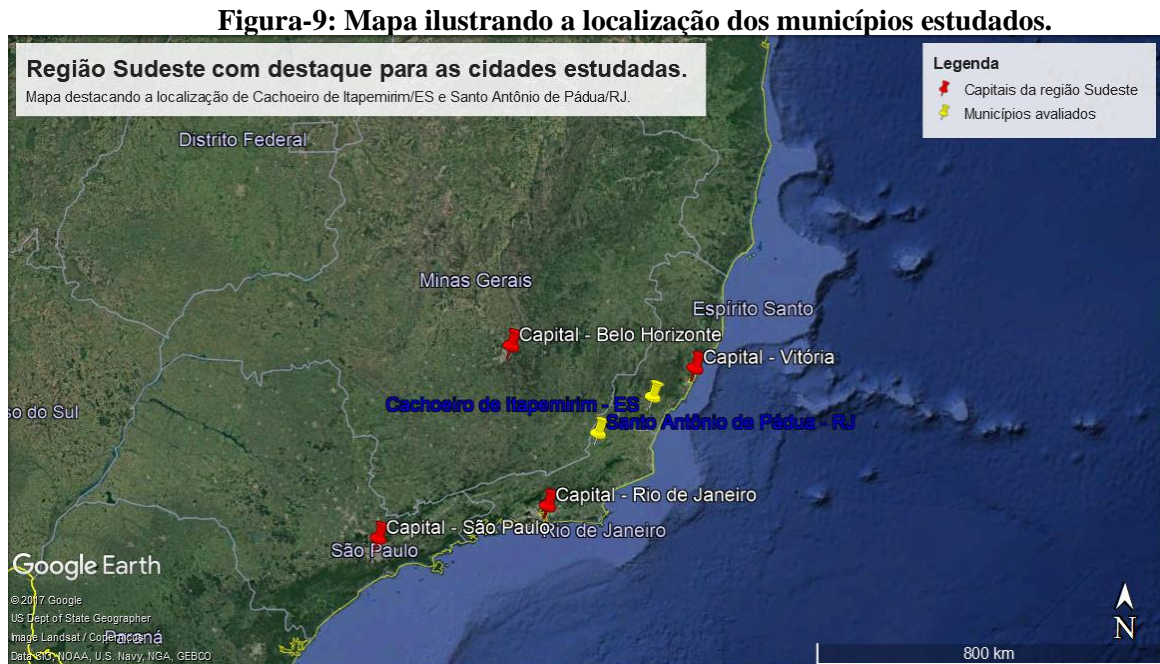 Figura-9: Mapa ilustrando a localização dos municípios estudados.
Região Sudeste com destaque para as cidades estudadas.
Mapa destacando a localização de Cachoeiro de Itapemirim/ES e Santo Antônio de Pádua/RJ.
Legenda
Capitais da região Sudeste
Municípios avaliados
Distrito Federal
Minas Gerais
Espírito Santo
Capital - Belo Horizonte
Capital - Vitória
so do Sul
Cachoeiro de Itapemirim - ES
Santo Antônio de Pádua - RJ
Capital - Rio de Janeiro
Capital - São Paulo
Rio de Janeiro
São Paulo
Google Earth
© 2017 Google
US Dept of State Geographer
Image Landsat / Copernicus
Paraná
Data SIO, NOAA, U.S. Navy, NGA, GEBCO
N
800 km